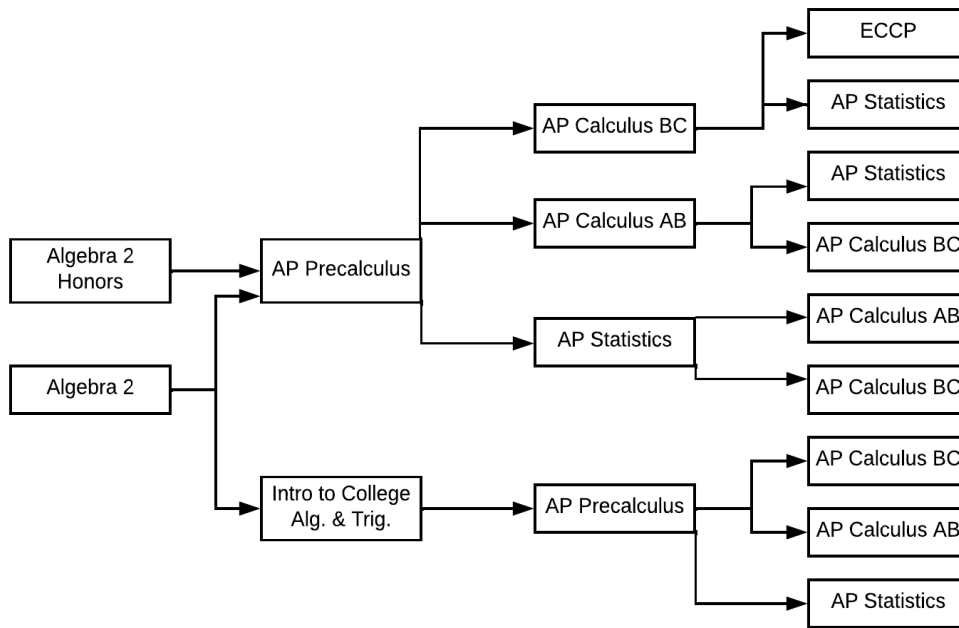 ECCP
AP Statistics
AP Calculus BC
AP Statistics
AP Calculus AB
AP Calculus BC
Algebra 2
Honors
AP Precalculus
AP Calculus AB
AP Statistics
AP Calculus BC
Algebra 2
AP Calculus BC
Intro to College
Alg. & Trig.
AP Precalculus
AP Calculus AB
AP Statistics